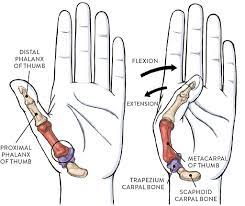 DISTAL
PHALANX
OF THUMB
PROXIMAL
PHALANX
OF THUMB
FLEXION
EXTENSION
METACARPAL
OF THUMB
TRAPEZIUM
CARPAL BONE
SCAPHOID
CARPAL BONE